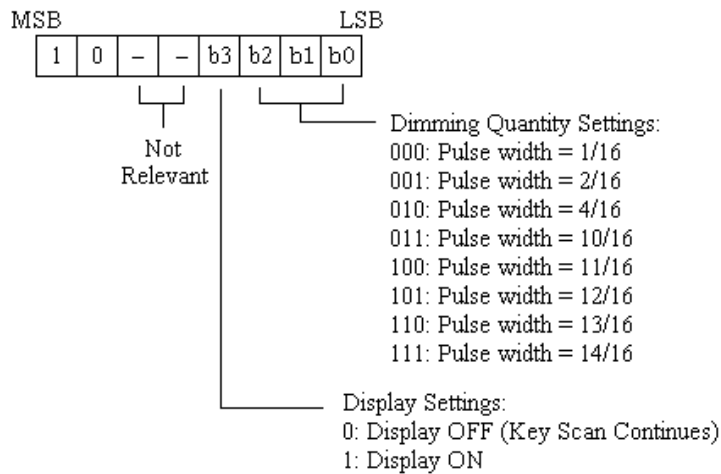 MSB LSB
1 0 – – b3 b2 b1 b0
Not
Relevant
Dimming Quantity Settings:
000: Pulse width = 1/16
001: Pulse width = 2/16
010: Pulse width = 4/16
011: Pulse width = 10/16
100: Pulse width = 11/16
101: Pulse width = 12/16
110: Pulse width = 13/16
111: Pulse width = 14/16
Display Settings:
0: Display OFF (Key Scan Continues)
1: Display ON